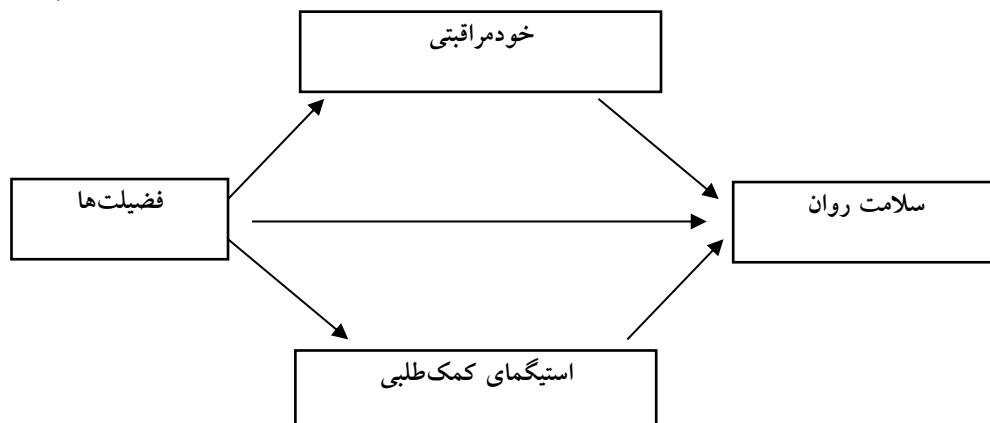 خودمراقبتی
فضیلت‌ها
سلامت روان
استیگمای کمک‌طلبی